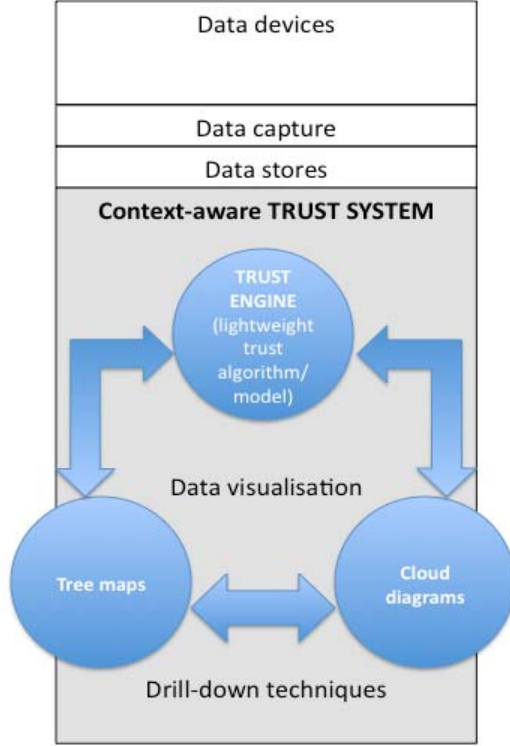 Data devices
Data capture
Data stores
Context-aware TRUST SYSTEM
TRUST
ENGINE
(lightweight
trust
algorithm/
model)
Data visualisation
Tree maps
Cloud
diagrams
Drill-down techniques